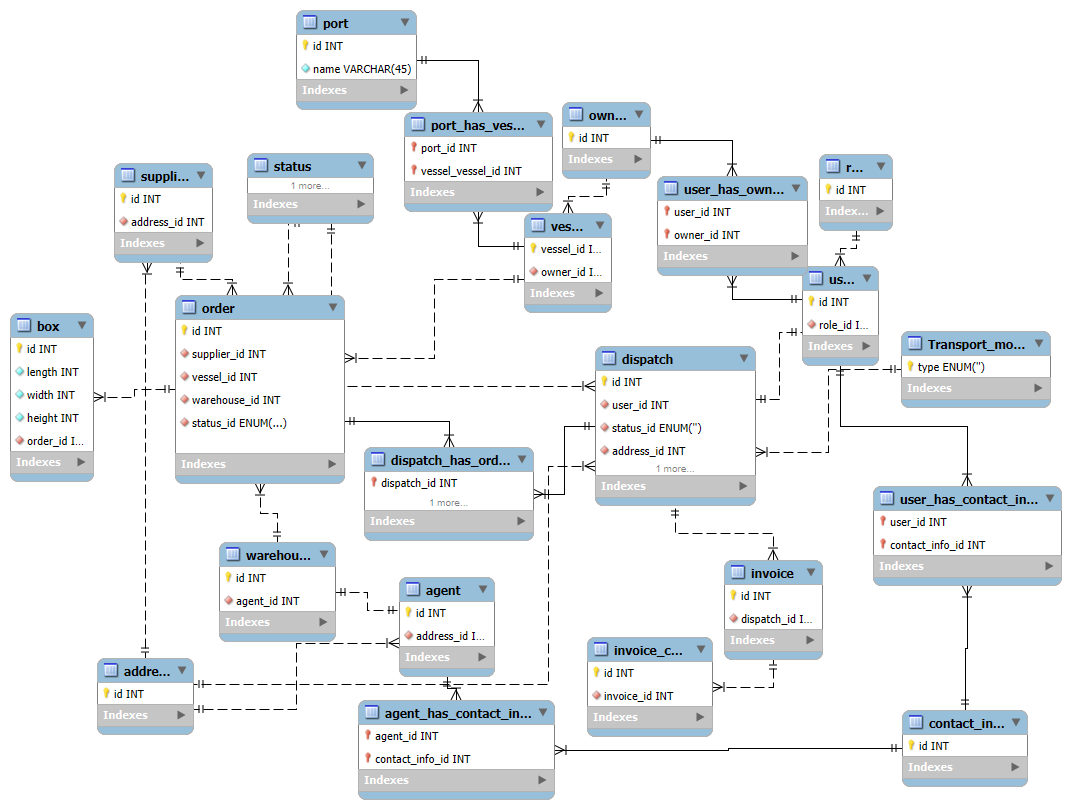 port
id INT
name VARCHAR(45)
Indexes
port_has_ves...
port_id INT
vessel_vessel_id INT
Indexes
own...
id INT
Indexes
suppli...
id INT
address_id INT
Indexes
status
1 more...
Indexes
user_has_own...
user_id INT
owner_id INT
Indexes
r...
id INT
Index...
ves...
vessel_id I...
owner_id I...
Indexes
us...
id INT
role_id I...
Indexes
order
id INT
supplier_id INT
vessel_id INT
warehouse_id INT
status_id ENUM(...)
Indexes
box
id INT
length INT
width INT
height INT
order_id I...
Indexes
dispatch
id INT
user_id INT
status_id ENUM('')
address_id INT
1 more...
Indexes
Transport_mo...
type ENUM('')
Indexes
dispatch_has_ord...
dispatch_id INT
1 more...
Indexes
user_has_contact_in...
user_id INT
contact_info_id INT
Indexes
warehou...
id INT
agent_id INT
Indexes
agent
id INT
address_id I...
Indexes
invoice
id INT
dispatch_id I...
Indexes
invoice_c...
id INT
invoice_id INT
Indexes
addre...
id INT
Indexes
agent_has_contact_in...
agent_id INT
contact_info_id INT
Indexes
contact_in...
id INT
Indexes